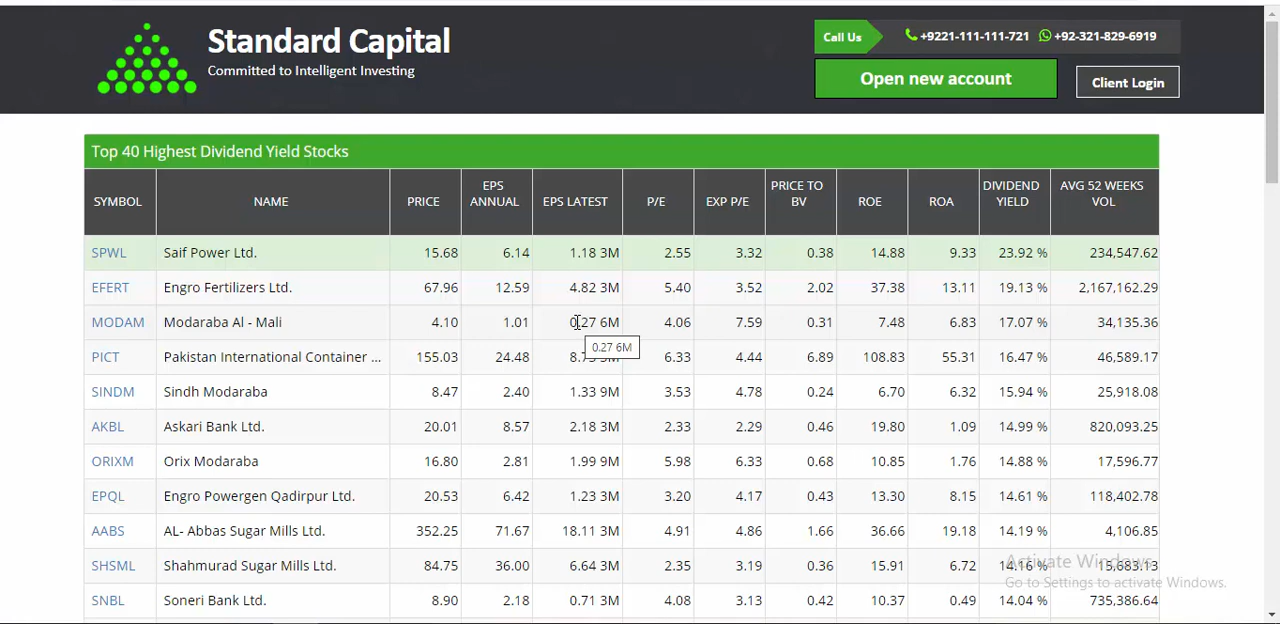 Standard Capital
Committed to Intelligent Investing
Call Us +9221-111-111-721 +92-321-829-6919
Open new account Client Login
Top 40 Highest Dividend Yield Stocks
SYMBOL NAME PRICE EPS ANNUAL EPS LATEST P/E EXP P/E PRICE TO BV ROE ROA DIVIDEND YIELD AVG 52 WEEKS VOL
SPWL Saif Power Ltd. 15.68 6.14 1.18 3M 2.55 3.32 0.38 14.88 9.33 23.92 % 234,547.62
EFERT Engro Fertilizers Ltd. 67.96 12.59 4.82 3M 5.40 3.52 2.02 37.38 13.11 19.13 % 2,167,162.29
MODAM Modaraba Al - Mali 4.10 1.01 0.27 6M 4.06 7.59 0.31 7.48 6.83 17.07 % 34,135.36
0.27 6M
PICT Pakistan International Container ... 155.03 24.48 6.33 4.44 6.89 108.83 55.31 16.47 % 46,589.17
SINDM Sindh Modaraba 8.47 2.40 1.33 9M 3.53 4.78 0.24 6.70 6.32 15.94 % 25,918.08
AKBL Askari Bank Ltd. 20.01 8.57 2.18 3M 2.33 2.29 0.46 19.80 1.09 14.99 % 820,093.25
ORIXM Orix Modaraba 16.80 2.81 1.99 9M 5.98 6.33 0.68 10.85 1.76 14.88 % 17,596.77
EPQL Engro Powergen Qadirpur Ltd. 20.53 6.42 1.23 3M 3.20 4.17 0.43 13.30 8.15 14.61 % 118,402.78
AABS AL- Abbas Sugar Mills Ltd. 352.25 71.67 18.11 3M 4.91 4.86 1.66 36.66 19.18 14.19 % 4,106.85
SHSML Shahmurad Sugar Mills Ltd. 84.75 36.00 6.64 3M 2.35 3.19 0.36 15.91 6.72 14.16 % 15,683.13
Activate Windows
Go to Settings to activate Windows.
SNBL Soneri Bank Ltd. 8.90 2.18 0.71 3M 4.08 3.13 0.42 10.37 0.49 14.04 % 735,386.64